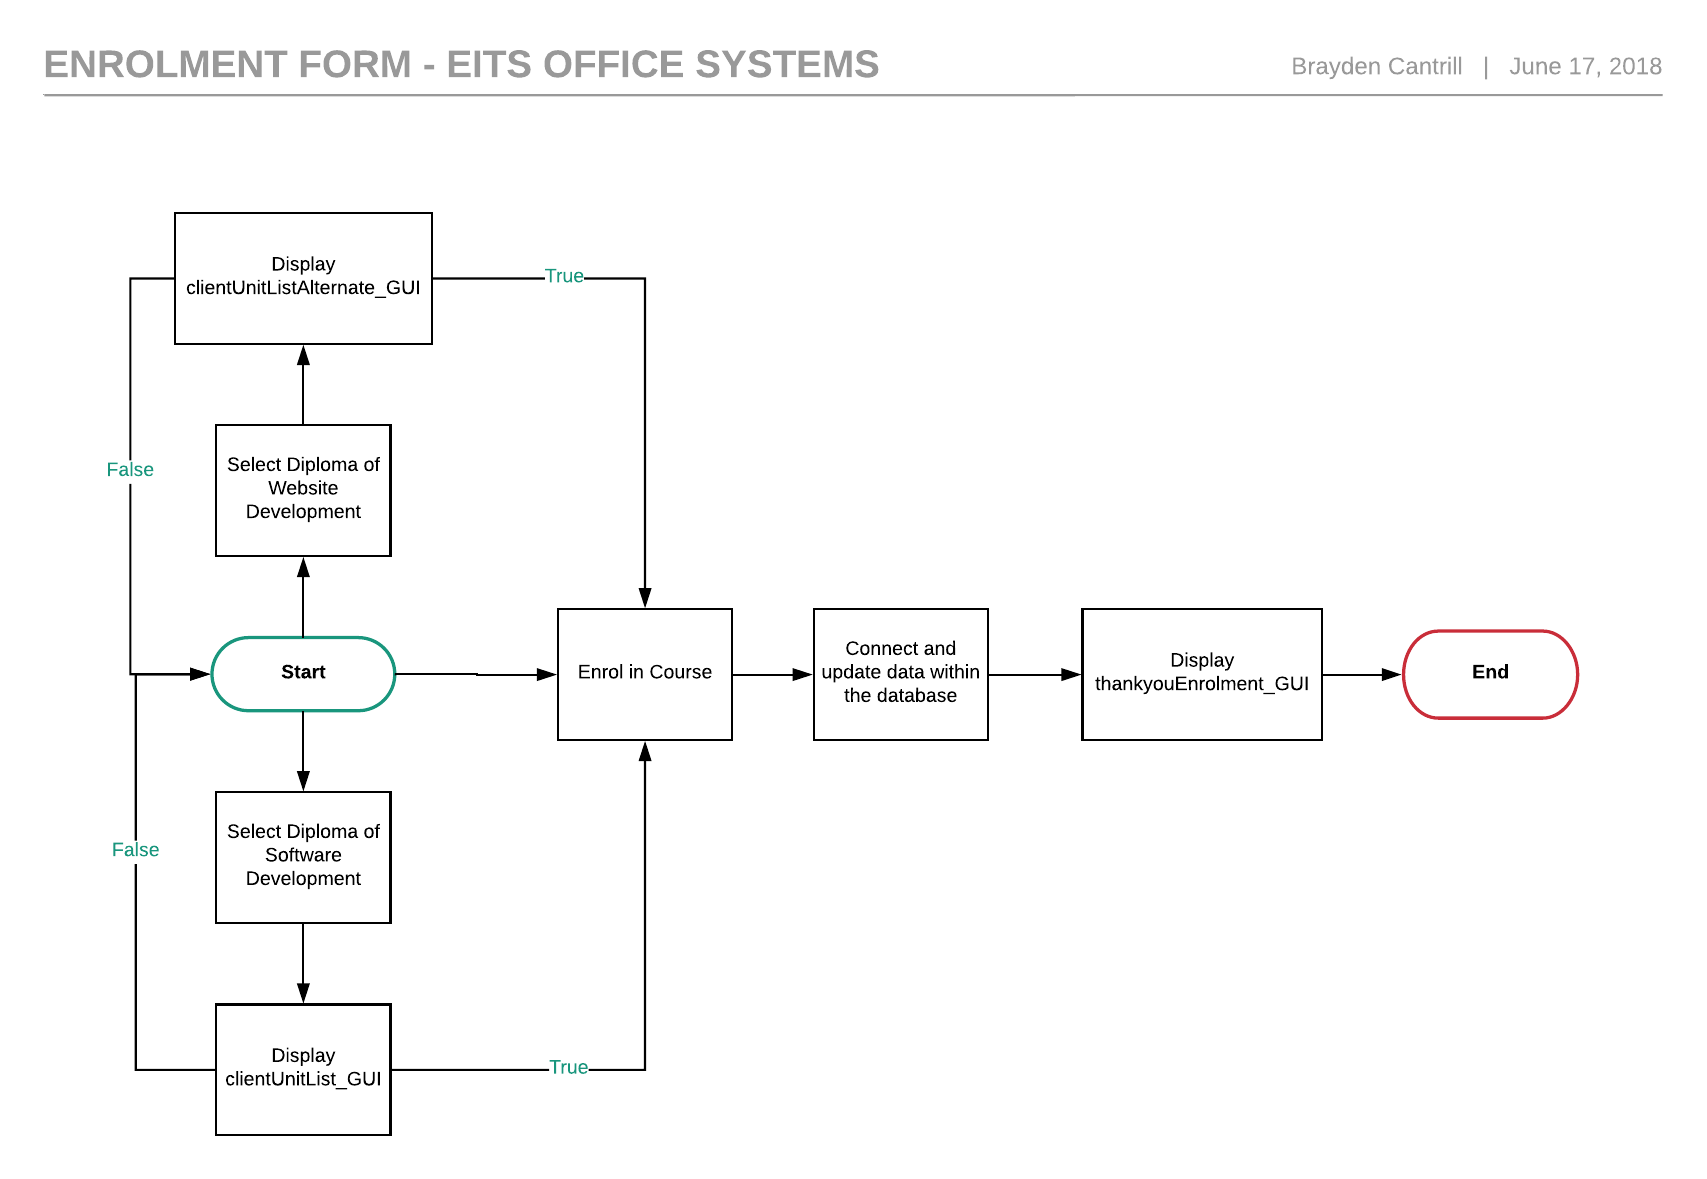 ENROLMENT FORM - EITS OFFICE SYSTEMS
Brayden Cantrill | June 17, 2018
Display
clientUnitListAlternate_GUI
True
False
Select Diploma of
Website
Development
Start
Enrol in Course
Connect and
update data within
the database
Display
thankyouEnrolment_GUI
End
Select Diploma of
Software
Development
False
Display
clientUnitList_GUI
True